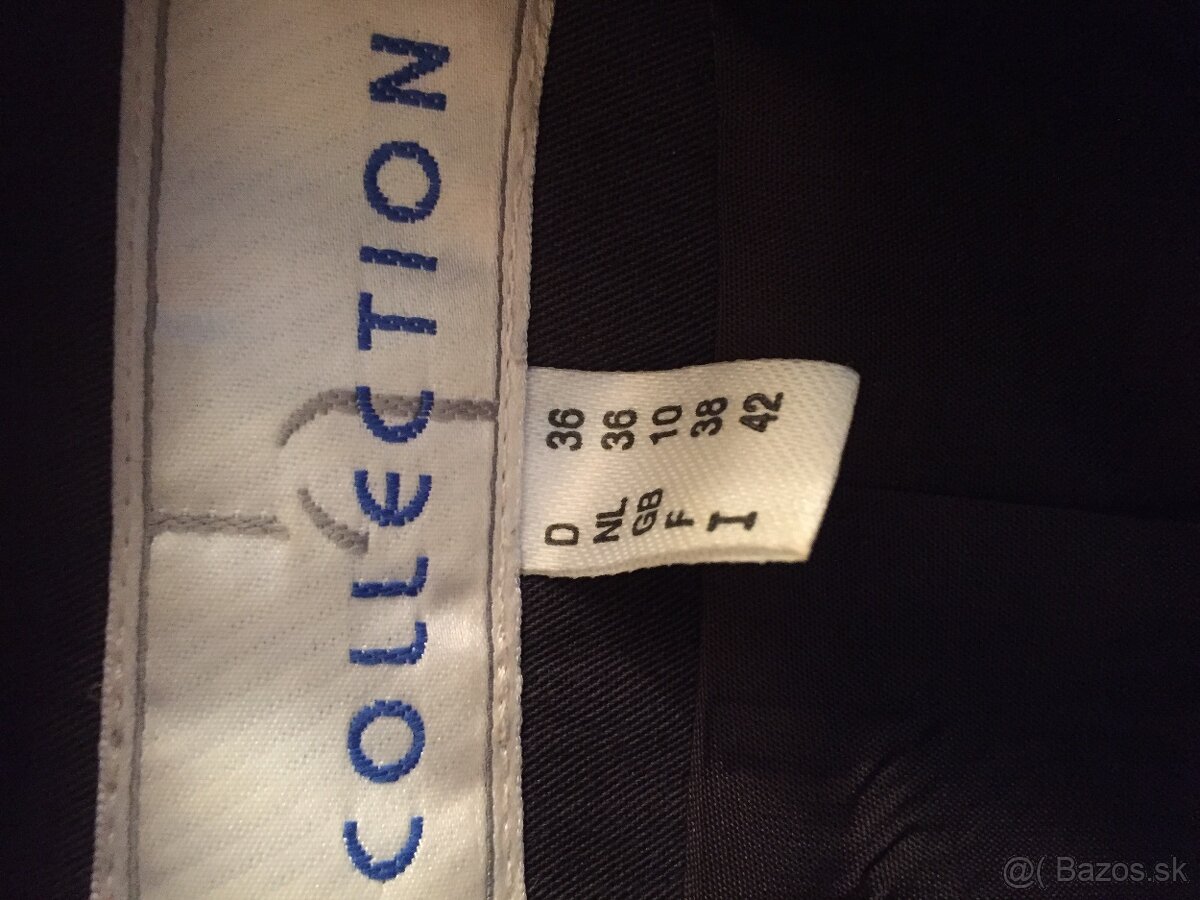 COLLECTION
D 36
NL 36
GB 10
F 38
I 42
@( Bazos.sk